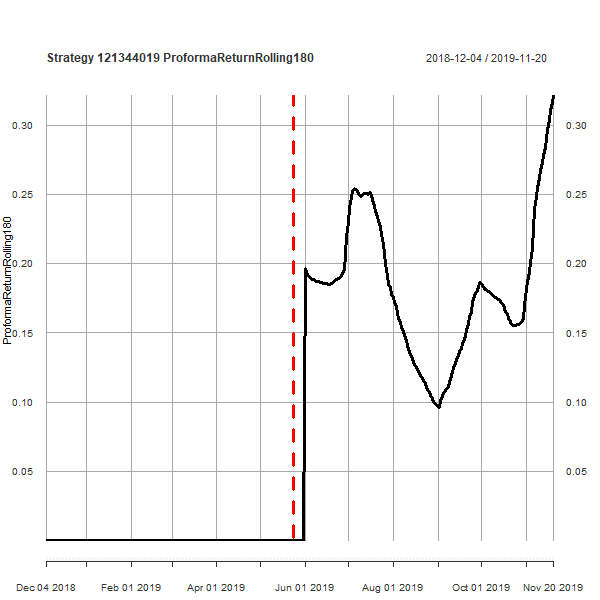 Strategy 121344019 ProformaReturnRolling180
2018-12-04 / 2019-11-20
ProformaReturnRolling180
0.30
0.25
0.20
0.15
0.10
0.05
0.30
0.25
0.20
0.15
0.10
0.05
Dec 04 2018
Feb 01 2019
Apr 01 2019
Jun 01 2019
Aug 01 2019
Oct 01 2019
Nov 20 2019